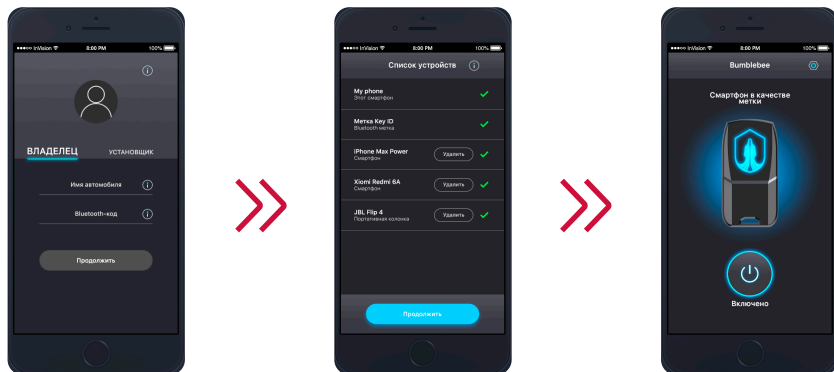 InVision 8:00 PM 100%
ВЛАДЕЛЕЦ УСТАНОВЩИК
Имя автомобиля
Bluetooth-код
Продолжить
InVision 8:00 PM 100%
Список устройств
My phone
Этот смартфон
Метка Key ID
Bluetooth метка
iPhone Max Power
Смартфон
Удалить
Xiomi Redmi 6A
Смартфон
Удалить
JBL Flip 4
Портативная колонка
Удалить
Продолжить
InVision 8:00 PM 100%
Bumblebee
Смартфон в качестве
метки
Включено